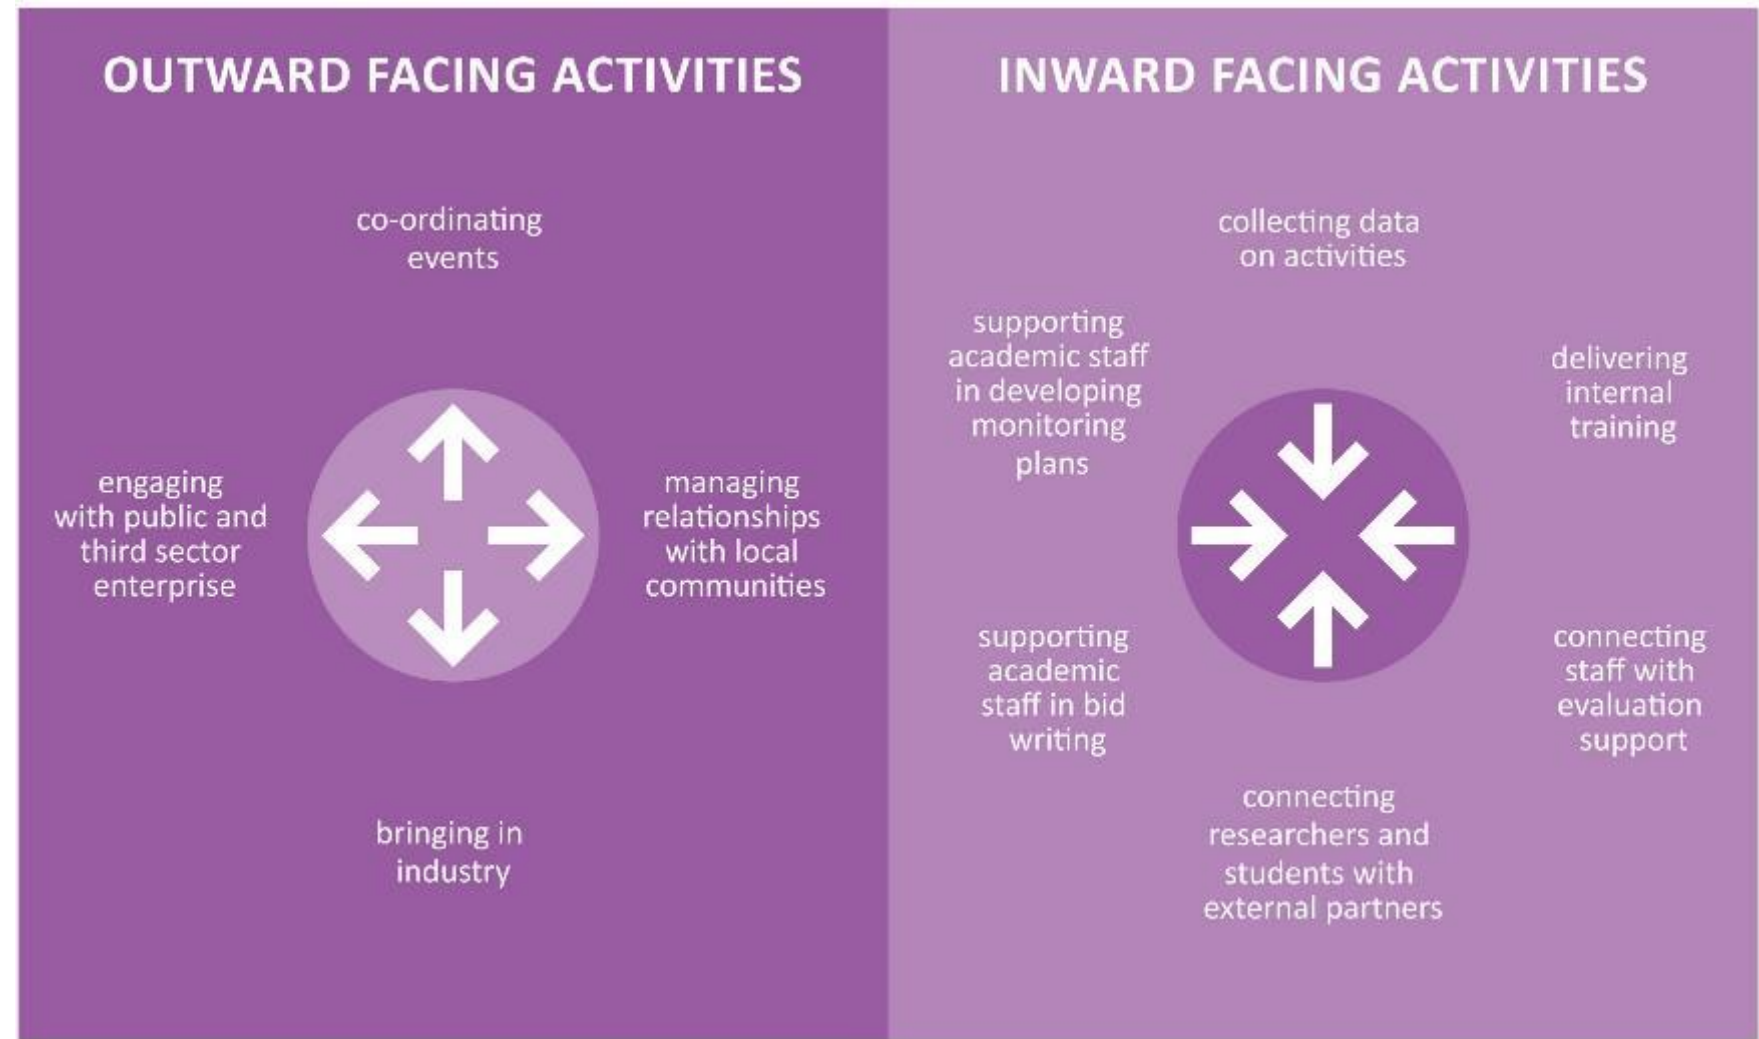 OUTWARD FACING ACTIVITIES
co-ordinating
events
engaging
with public and
third sector
enterprise
managing
relationships
with local
communities
bringing in
industry
INWARD FACING ACTIVITIES
collecting data
on activities
supporting
academic staff
in developing
monitoring
plans
delivering
internal
training
supporting
academic
staff in bid
writing
connecting
staff with
evaluation
support
connecting
researchers and
students with
external partners